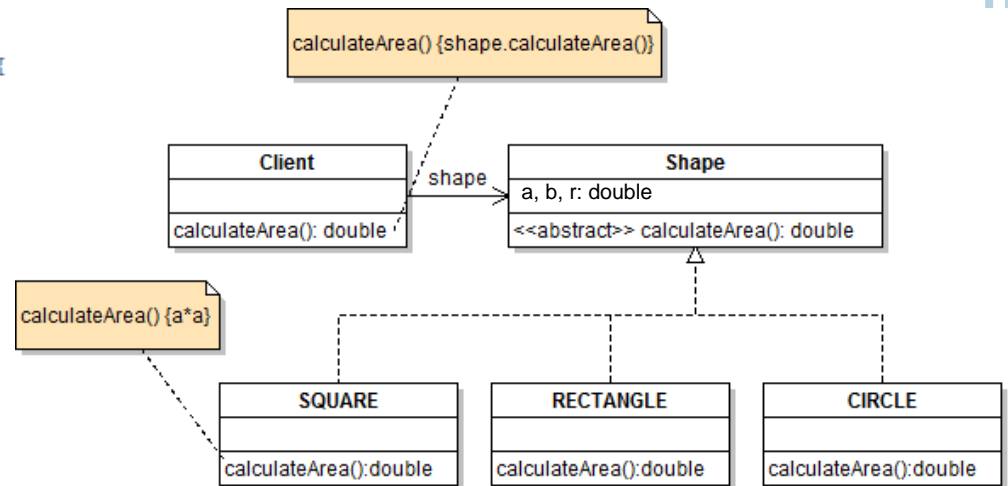 calculateArea() {shape.calculateArea()}
Client
calculateArea(): double
shape
Shape
a, b, r: double
<<abstract>> calculateArea(): double
calculateArea() {a*a}
SQUARE
calculateArea():double
RECTANGLE
calculateArea():double
CIRCLE
calculateArea():double